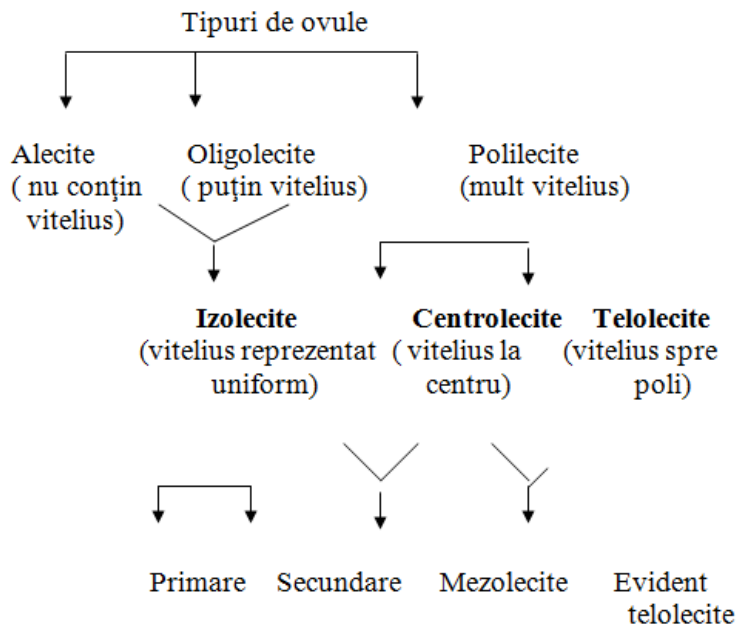 Tipuri de ovule
Alecite Oligolecite Polilecite
( nu conţin ( puţin vitelius) (mult vitelius)
vitelius)
Izolecite Centrolecite Telolecite
(vitelius reprezentat ( vitelius la (vitelius spre
uniform) centru) poli)
Primare Secundare Mezolecite Evident
telolecite